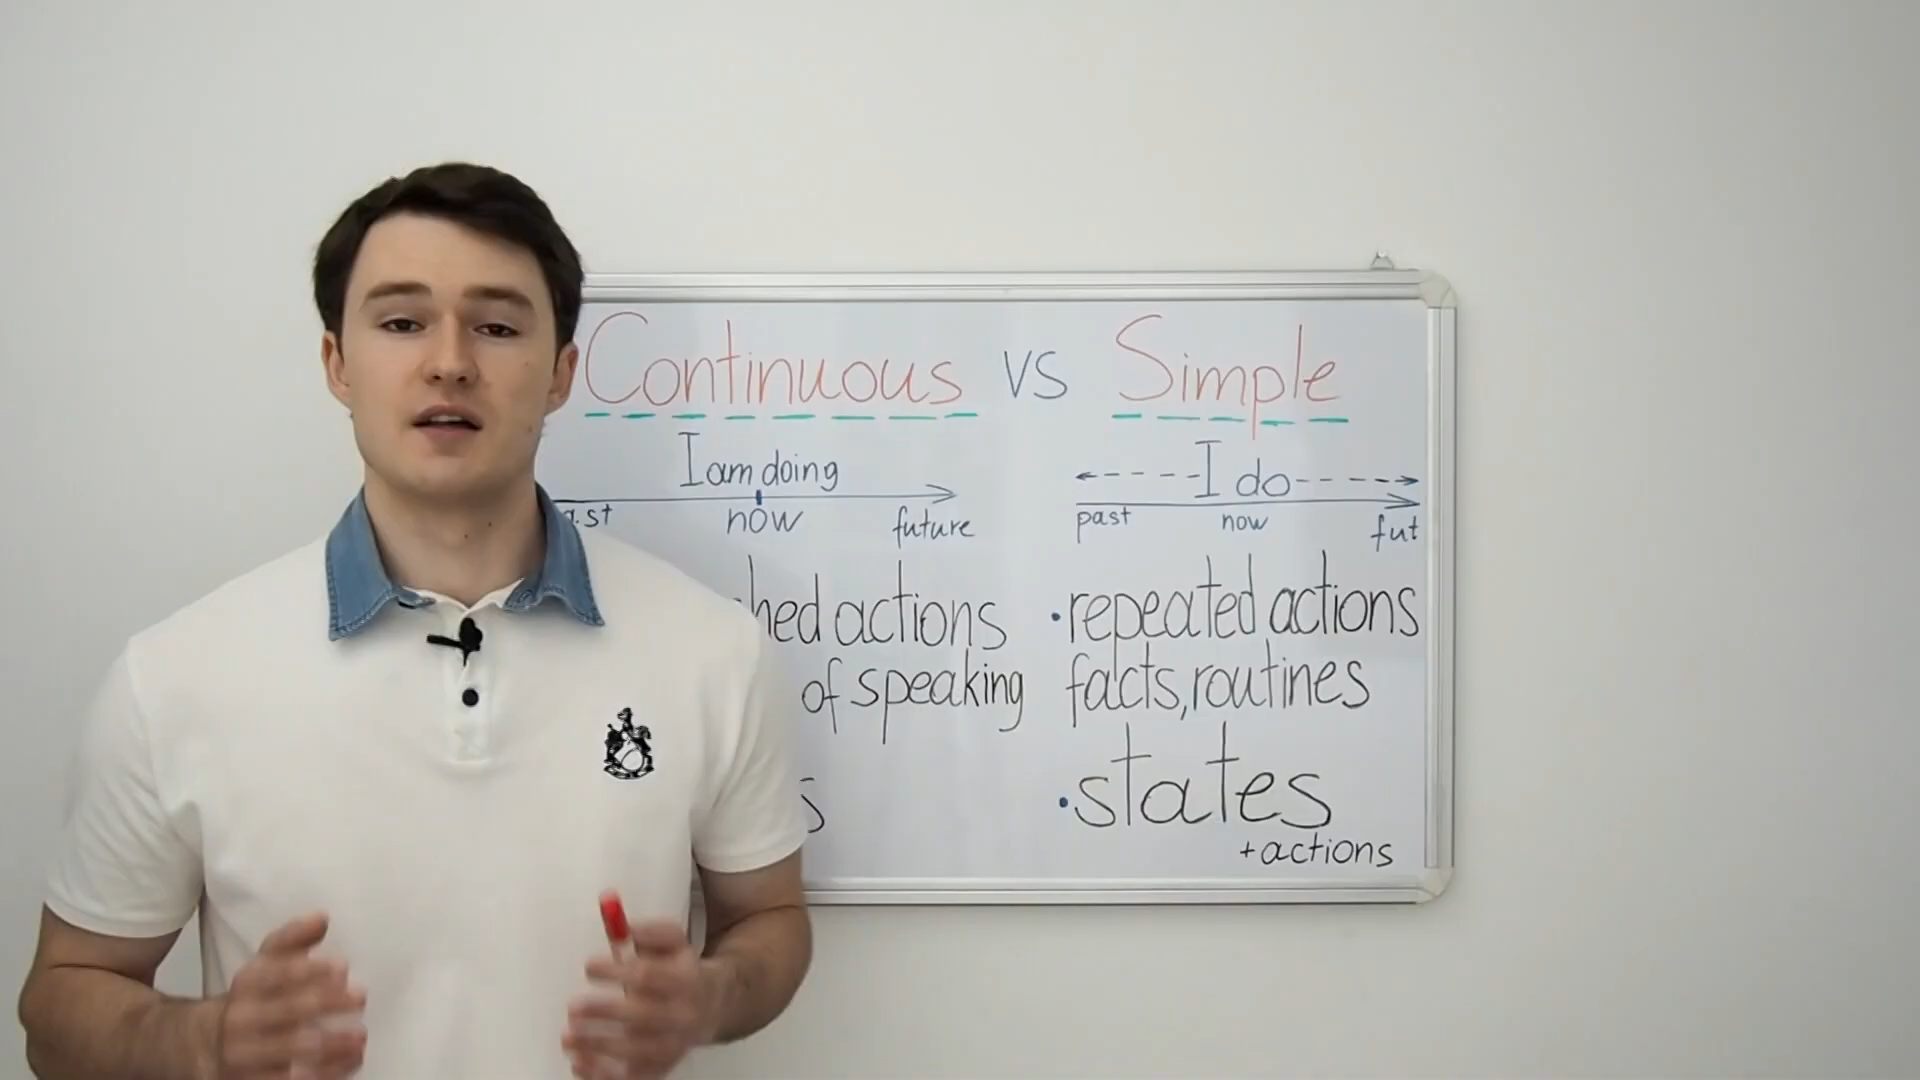 Continuous vs Simple
I am doing
now
future
I do
past
now
fut
actions
of speaking
• repeated actions
facts, routines
• states
+ actions